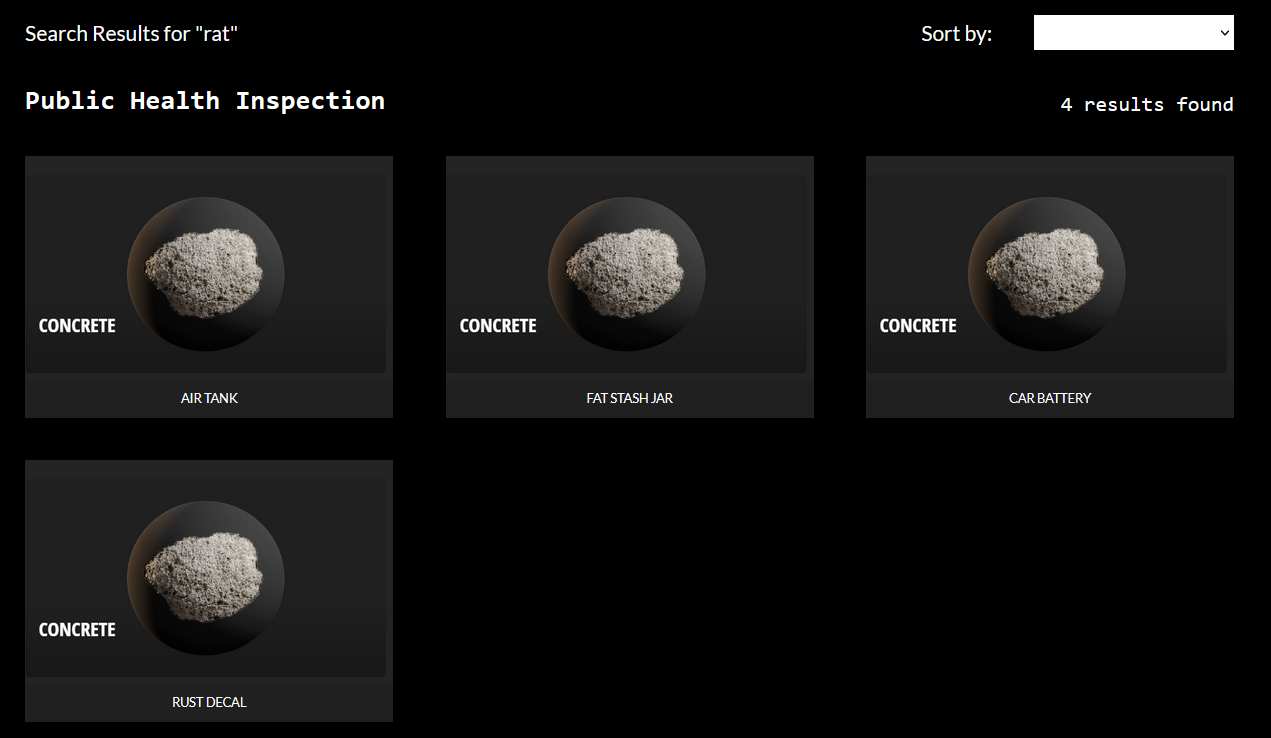 Search Results for "rat"
Sort by:
Public Health Inspection
4 results found
CONCRETE
AIR TANK
CONCRETE
FAT STASH JAR
CONCRETE
CAR BATTERY
CONCRETE
RUST DECAL